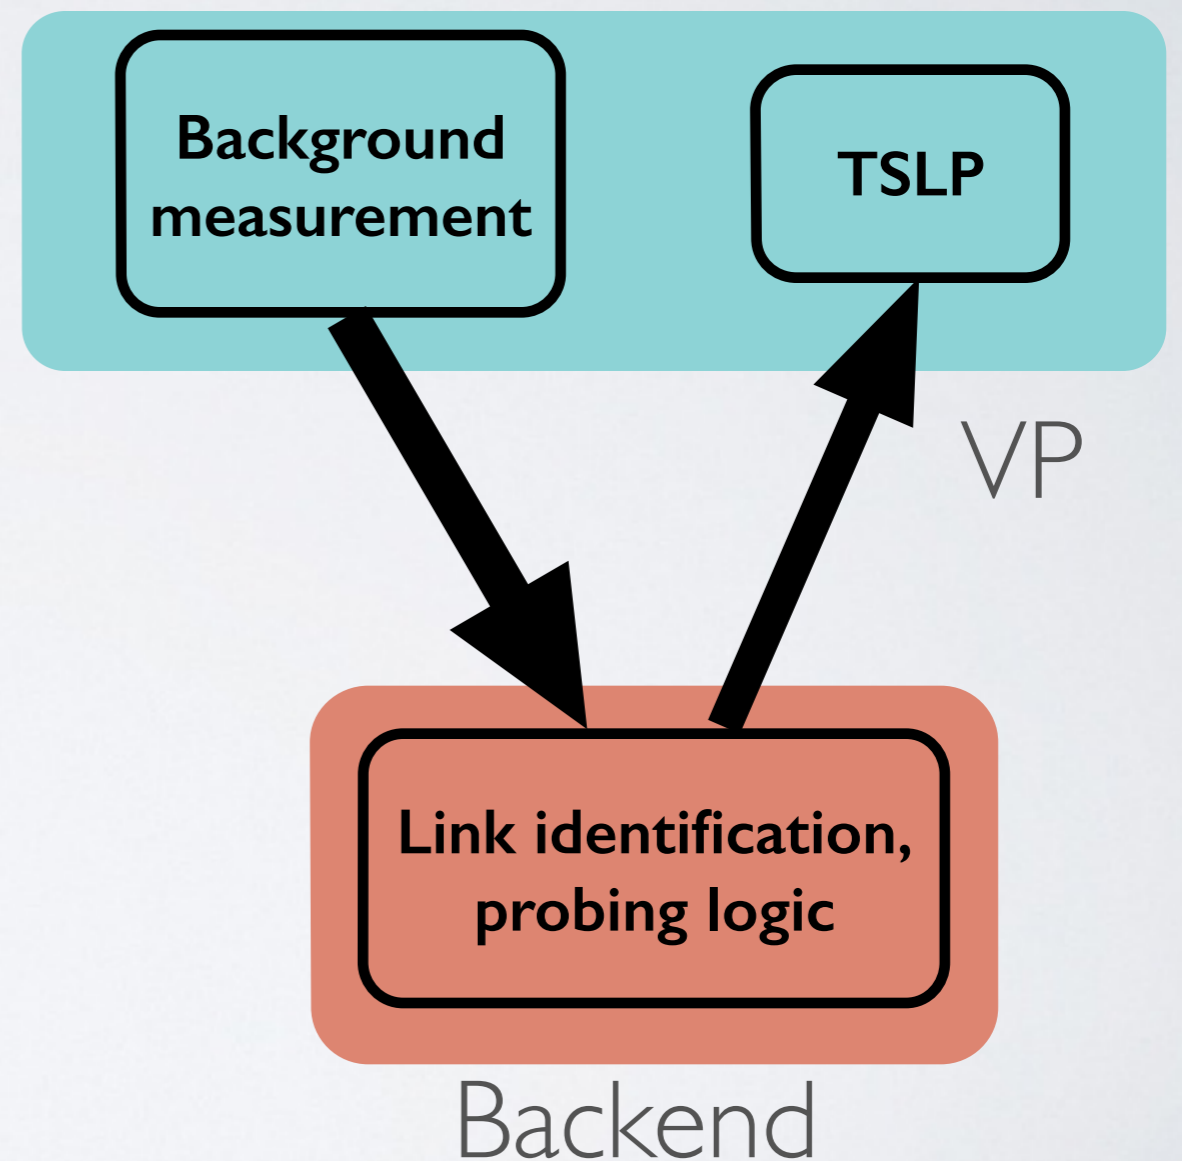 Background
measurement
TSLP
VP
Link identification,
probing logic
Backend